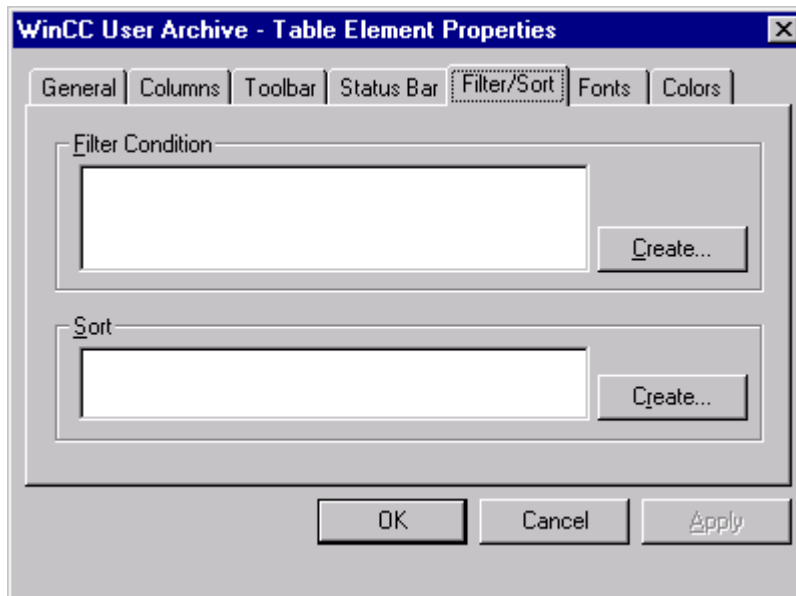 WinCC User Archive - Table Element Properties
General Columns Toolbar Status Bar Filter/Sort Fonts Colors
Filter Condition
Create...
Sort
Create...
OK Cancel Apply